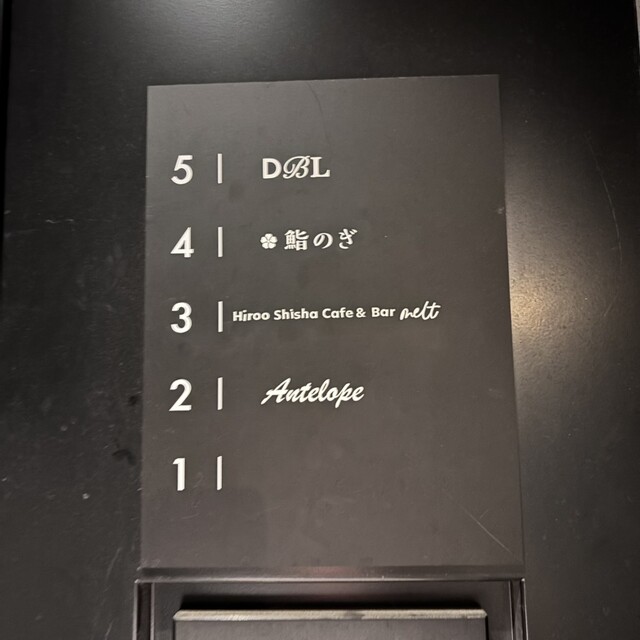 5 | DBL
4 | 鮨のぎ
3 | Hiroo Shisha Cafe & Bar melt
2 | Antelope
1 |